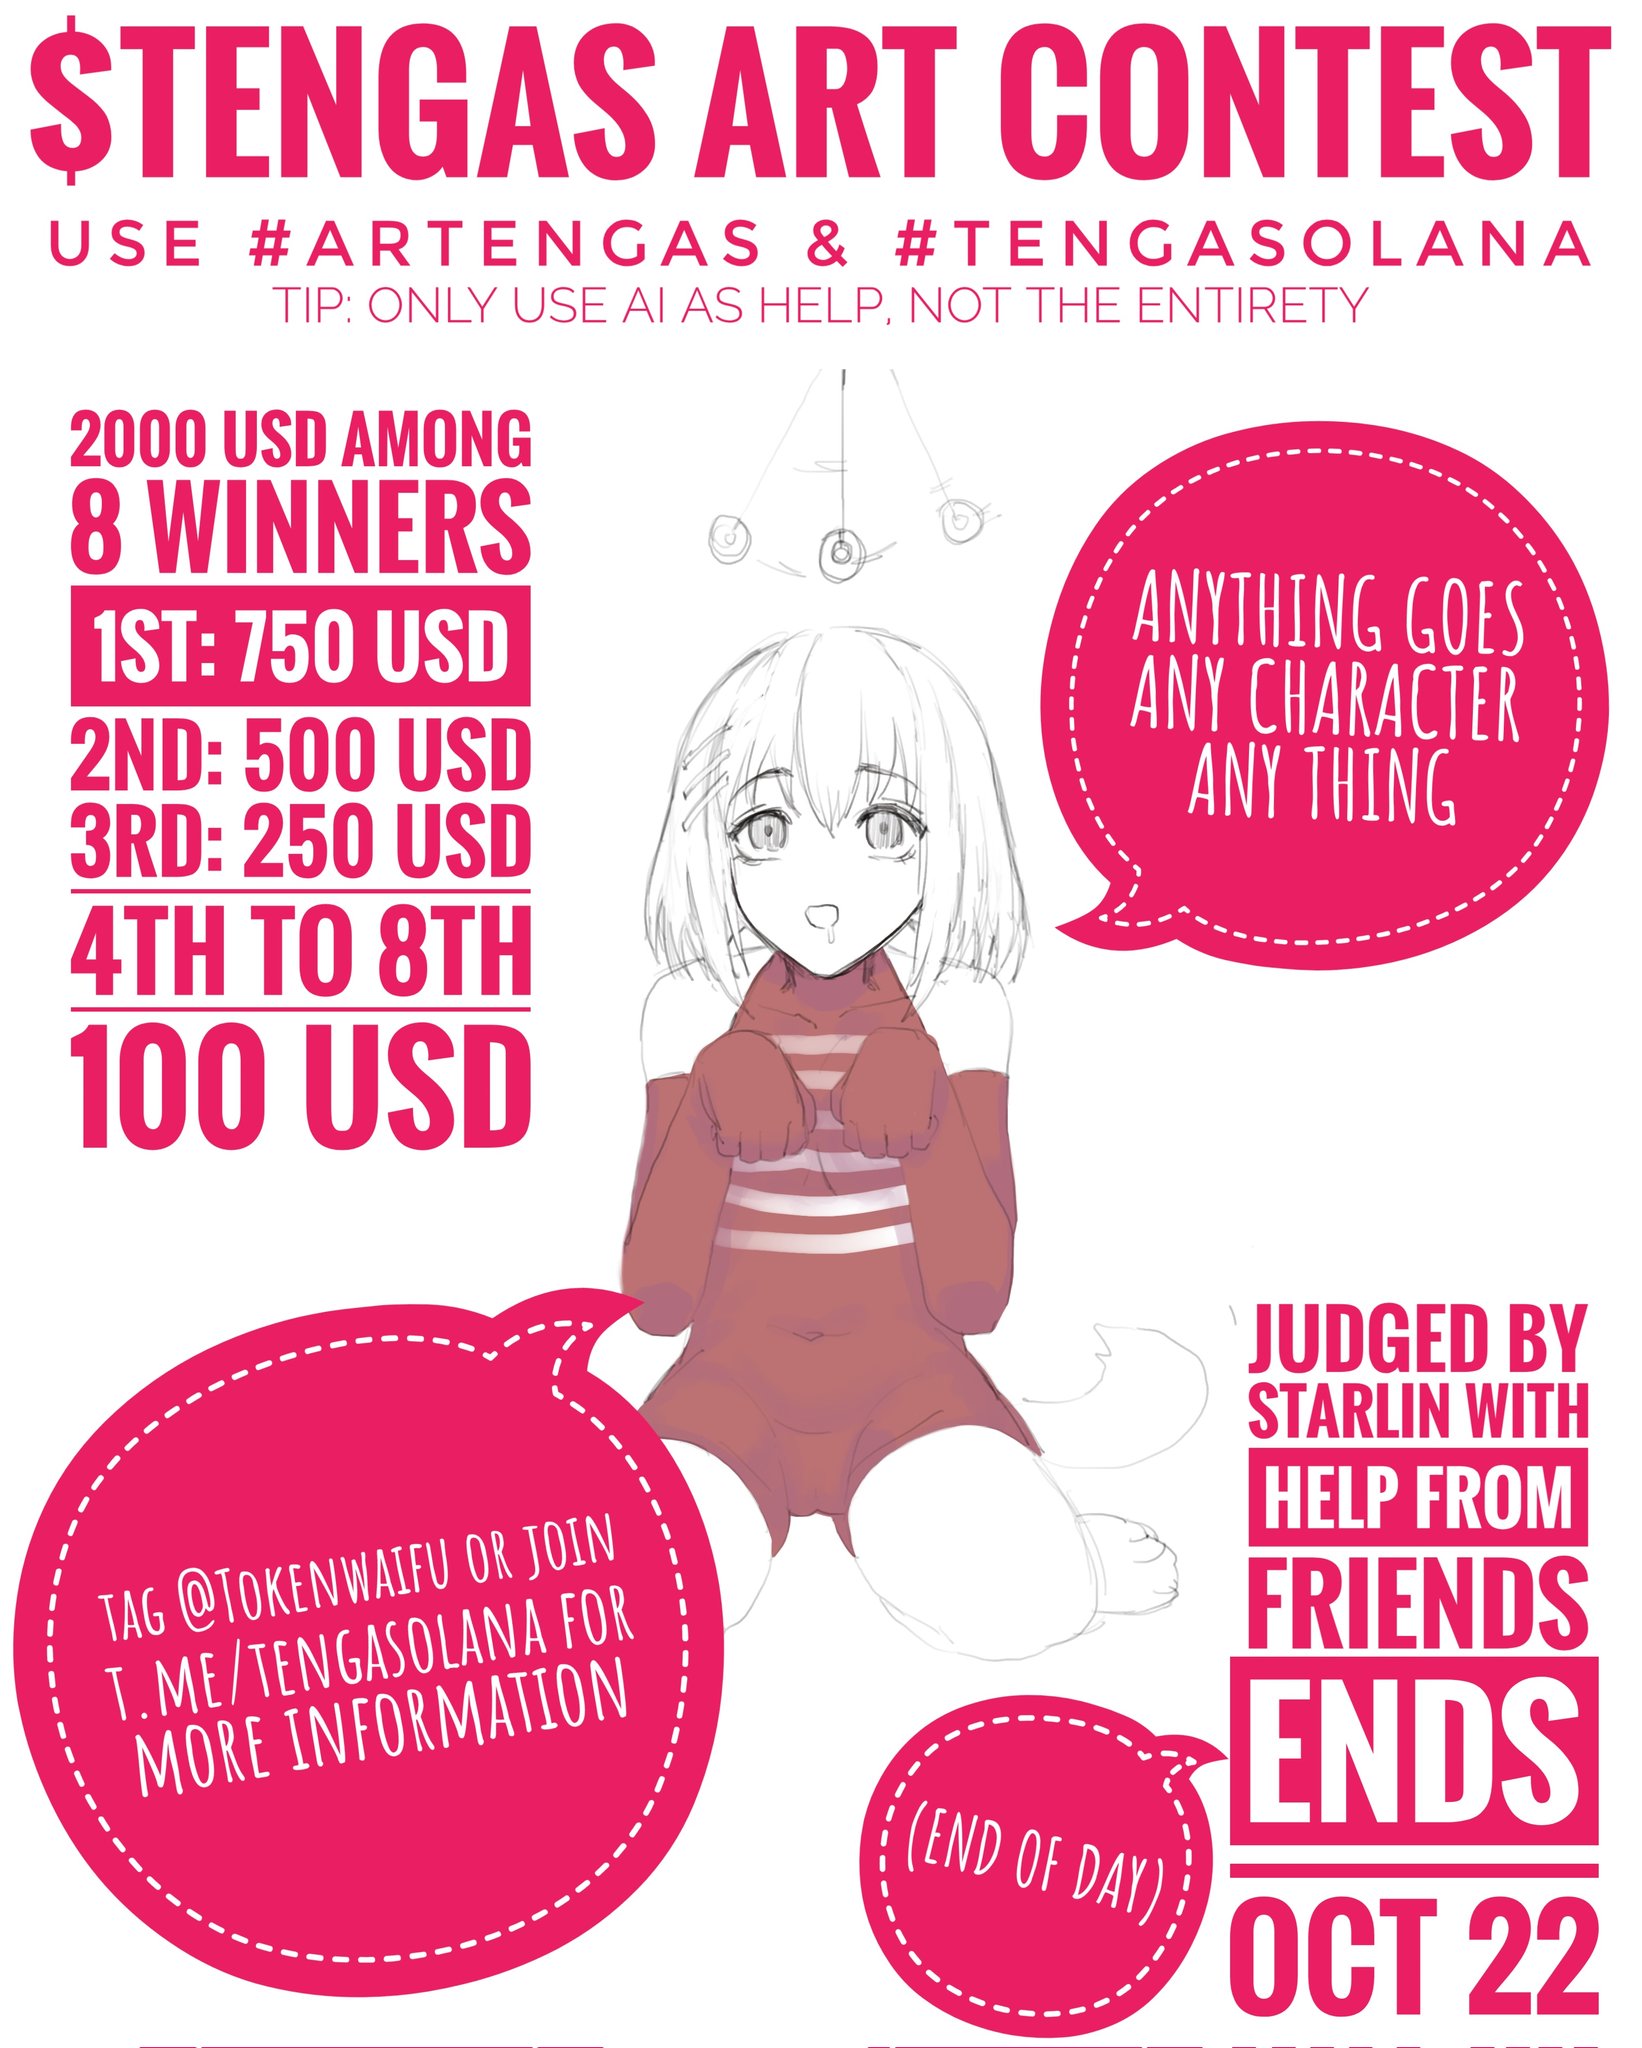 $TENGAS ART CONTEST
USE #ARTENGAS & #TENGASOLANA
TIP: ONLY USE AI AS HELP, NOT THE ENTIRETY
2000 USD AMONG
8 WINNERS
1ST: 750 USD
2ND: 500 USD
3RD: 250 USD
4TH TO 8TH
100 USD
ANYTHING GOES
ANY CHARACTER
ANY THING
TAG @TOKENWAIFU OR JOIN
T.ME/TENGASOLANA FOR
MORE INFORMATION
JUDGED BY
STARLIN WITH
HELP FROM
FRIENDS
ENDS
OCT 22
(END OF DAY)